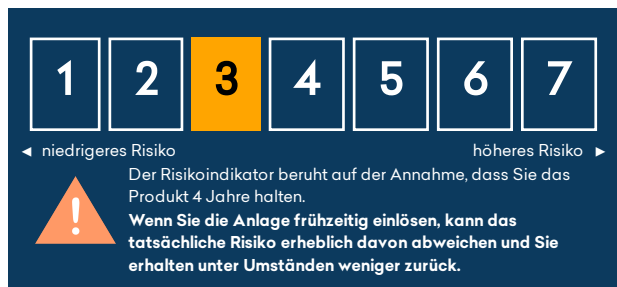 1 2 3 4 5 6 7
◄ niedrigeres Risiko höheres Risiko ►
Der Risikoindikator beruht auf der Annahme, dass Sie das
Produkt 4 Jahre halten.
Wenn Sie die Anlage frühzeitig einlösen, kann das
tatsächliche Risiko erheblich davon abweichen und Sie
erhalten unter Umständen weniger zurück.